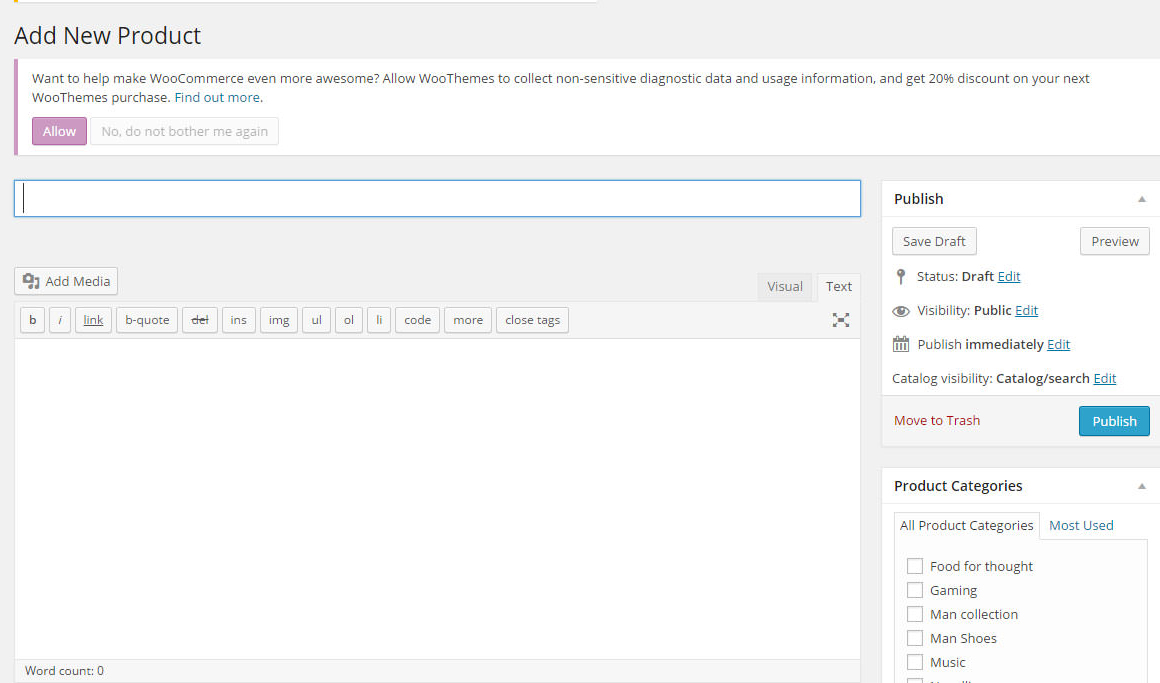 Add New Product
Want to help make WooCommerce even more awesome? Allow WooThemes to collect non-sensitive diagnostic data and usage information, and get 20% discount on your next
WooThemes purchase. Find out more.
Allow No, do not bother me again
Publish
Save Draft Preview
Status: Draft Edit
Visibility: Public Edit
Publish immediately Edit
Catalog visibility: Catalog/search Edit
Move to Trash Publish
Add Media Visual Text
b i link b-quote del ins img ul ol li code more close tags
Word count: 0
Product Categories
All Product Categories Most Used
Food for thought
Gaming
Man collection
Man Shoes
Music